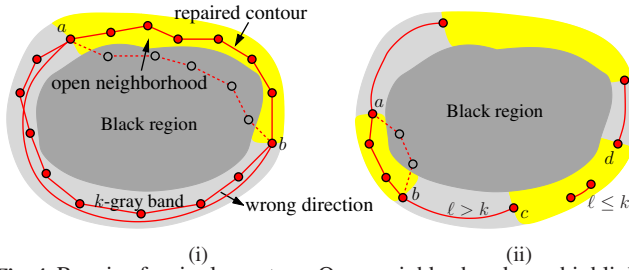 repaired contour
a
open neighborhood
Black region
b
k-gray band
wrong direction
(i)
a
Black region
d
b
ℓ > k
c
ℓ ≤ k
(ii)